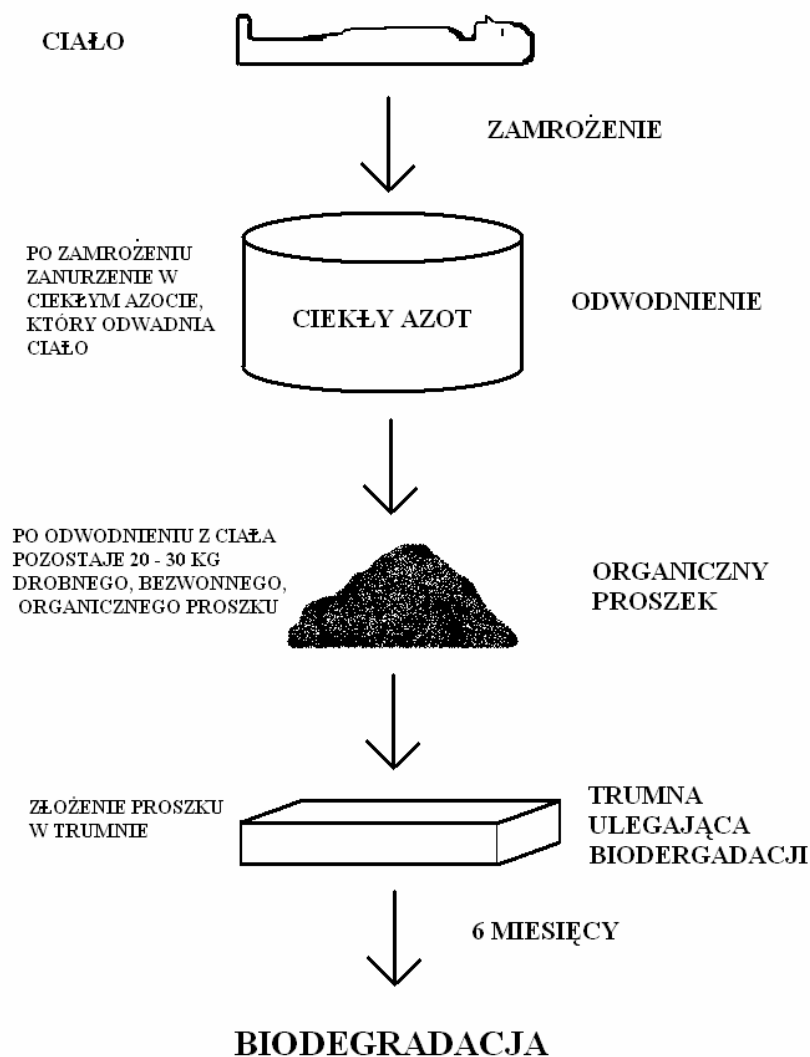 CIAŁO
ZAMROŻENIE
PO ZAMROŻENIU
ZANURZENIE W
CIEKŁYM AZOCIE,
KTÓRY ODWADNIA
CIAŁO
CIEKŁY AZOT
ODWODNIENIE
PO ODWODNIENIU Z CIAŁA
POZOSTAJE 20 - 30 KG
DROBNEGO, BEZWONNEGO,
ORGANICZNEGO PROSZKU
ORGANICZNY
PROSZEK
ZŁOŻENIE PROSZKU
W TRUMNIE
TRUMNA
ULEGAJĄCA
BIODERGADACJI
6 MIESIĘCY
BIODEGRADACJA